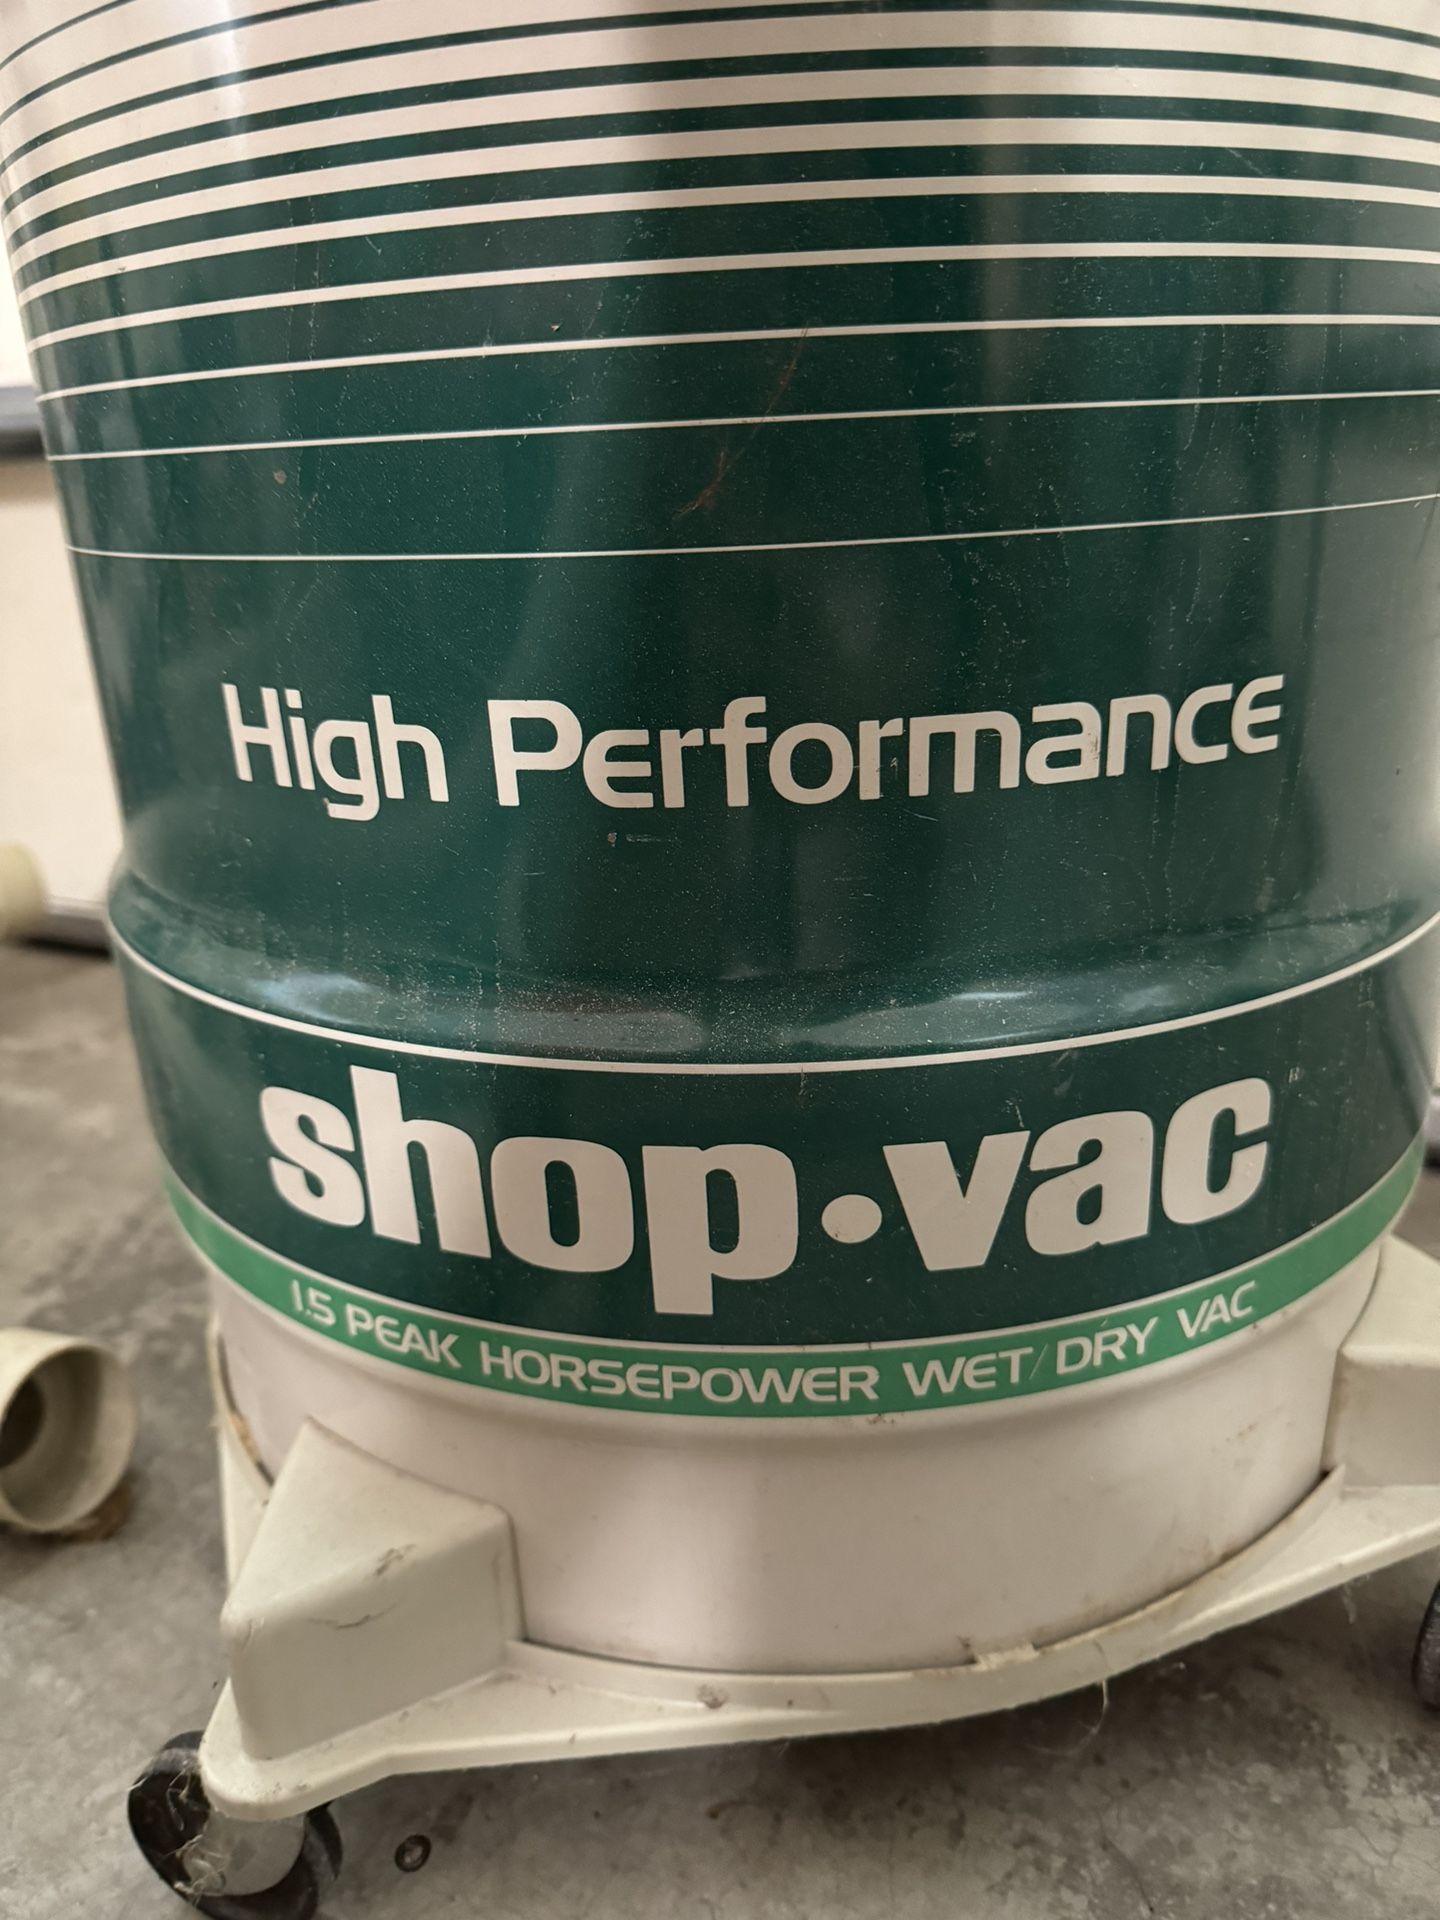 High Performance
shop·vac
1.5 PEAK HORSEPOWER WET/DRY VAC